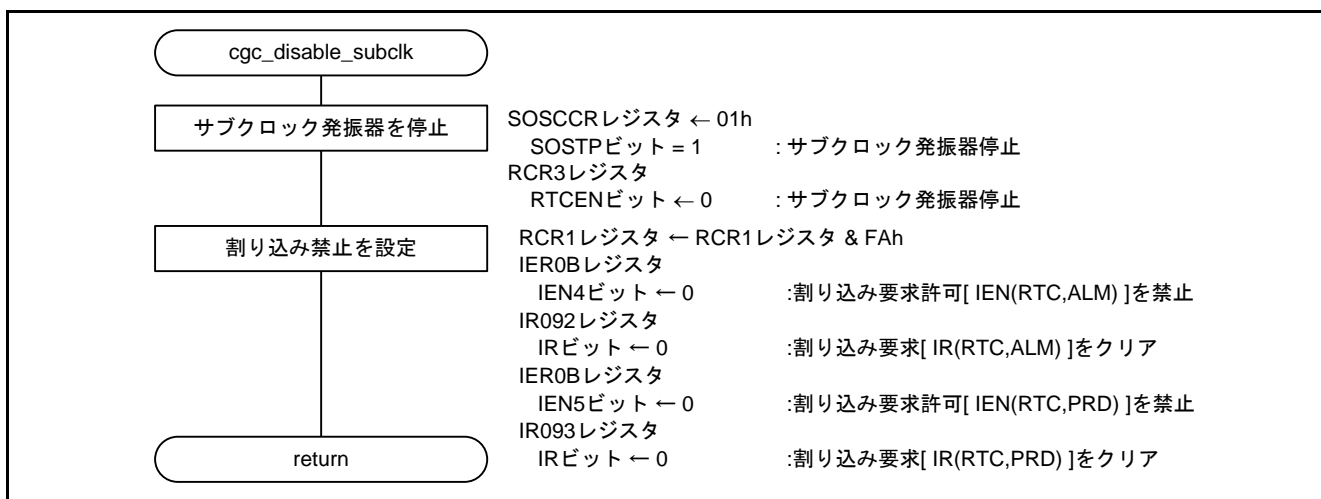 cgc_disable_subclk
サブクロック発振器を停止
SOSCCRレジスタ ← 01h
SOSTPビット = 1 : サブクロック発振器停止
RCR3レジスタ
RTCENビット ← 0 : サブクロック発振器停止
割り込み禁止を設定
RCR1レジスタ ← RCR1レジスタ & FAh
IER0Bレジスタ
IEN4ビット ← 0 :割り込み要求許可[ IEN(RTC,ALM) ]を禁止
IR092レジスタ
IRビット ← 0 :割り込み要求[ IR(RTC,ALM) ]をクリア
IER0Bレジスタ
IEN5ビット ← 0 :割り込み要求許可[ IEN(RTC,PRD) ]を禁止
IR093レジスタ
IRビット ← 0 :割り込み要求[ IR(RTC,PRD) ]をクリア
return